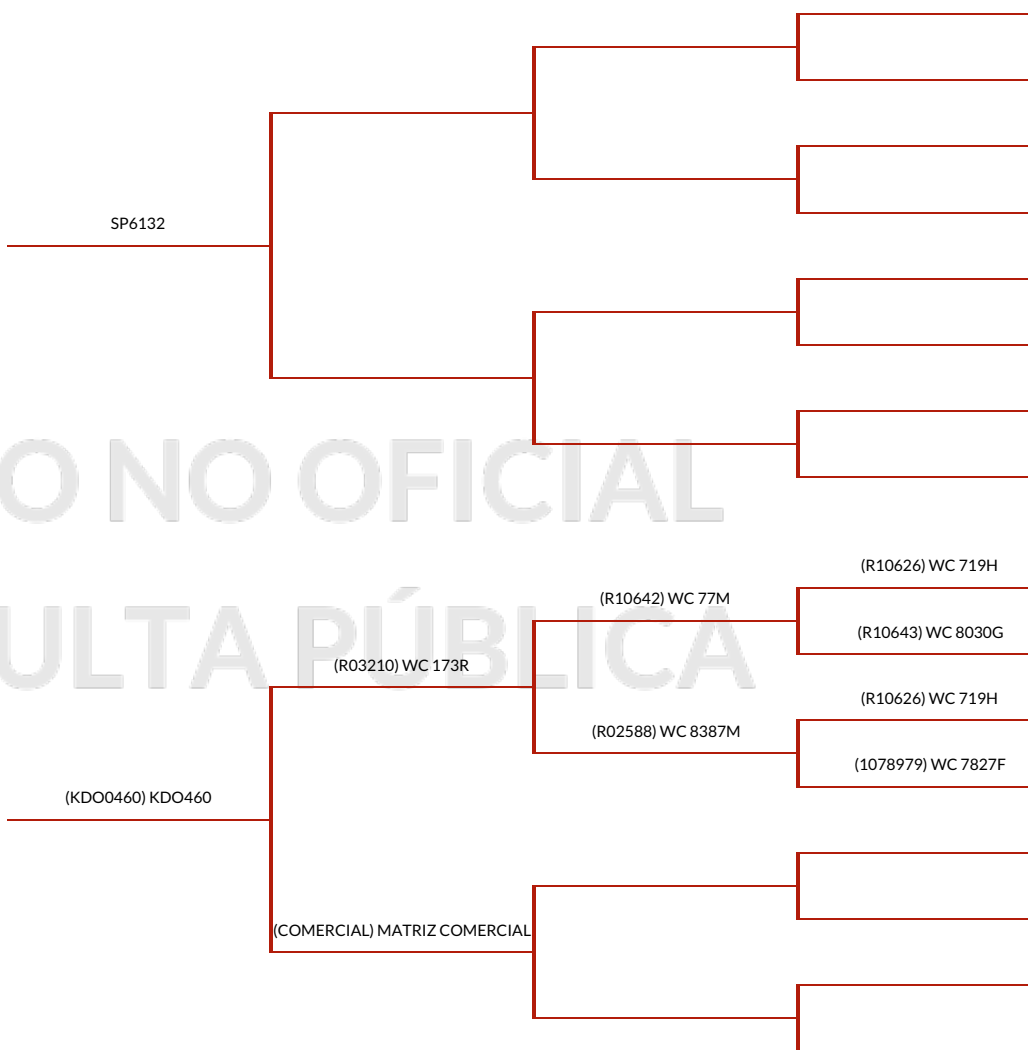 SP6132
O NO OFICIAL
(R10626) WC 719H
(R10642) WC 77M
ULTA PÚBLICA
(R10643) WC 8030G
(R03210) WC 173R
(R10626) WC 719H
(R02588) WC 8387M
(1078979) WC 7827F
(KDO0460) KDO460
(COMERCIAL) MATRIZ COMERCIAL